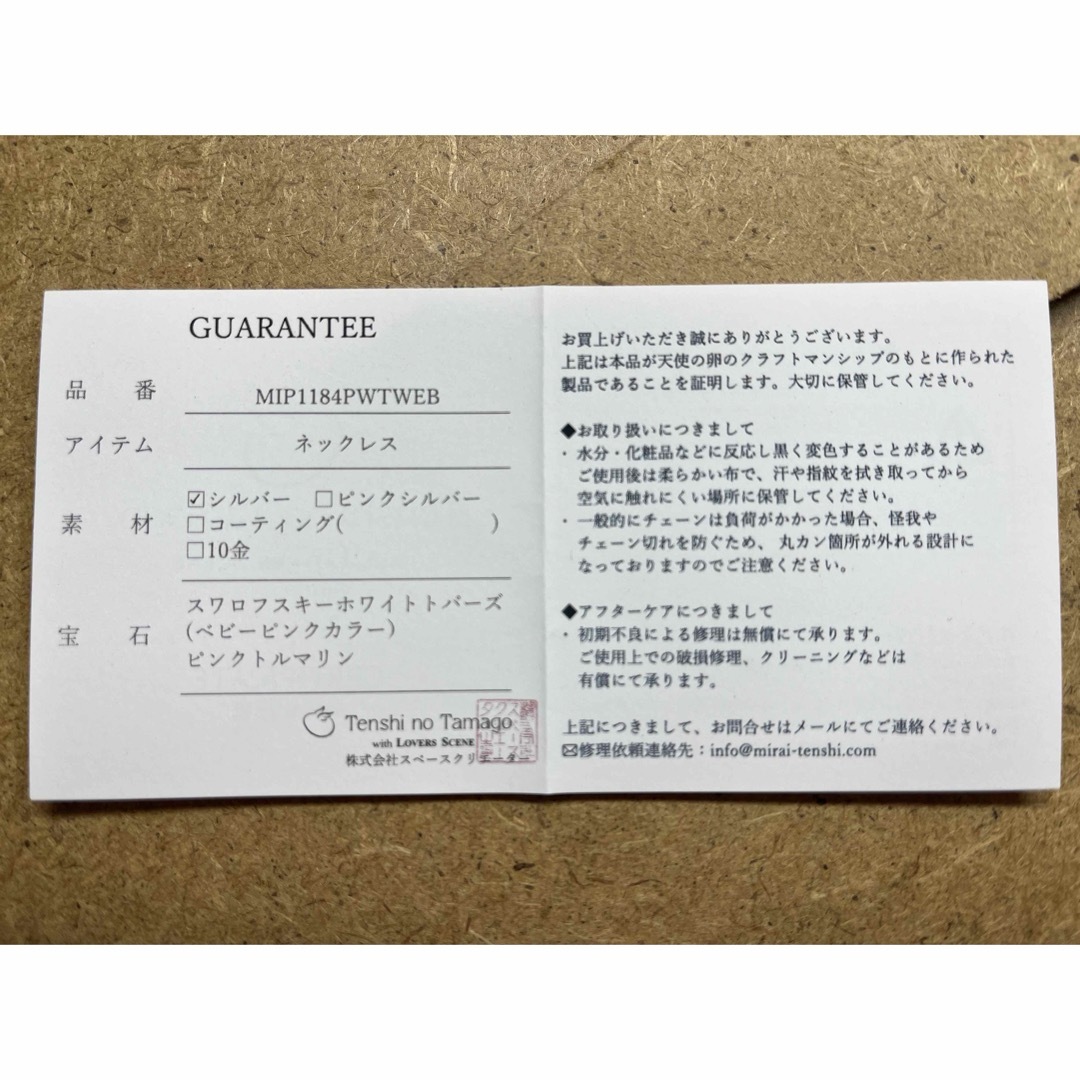 GUARANTEE
品 番 MIP1184PWTWEB
アイテム ネックレス
素 材 ☑シルバー □ピンクシルバー
□コーティング( )
□10金
宝 石 スワロフスキーホワイトトパーズ
(ベビーピンクカラー)
ピンクトルマリン
Tenshi no Tamago
with LOVERS SCENE
株式会社スペースクリエーター
お買上げいただき誠にありがとうございます。
上記は本品が天使の卵のクラフトマンシップのもとに作られた
製品であることを証明します。大切に保管してください。
◆お取り扱いにつきまして
・水分・化粧品などに反応し黒く変色することがあるため
ご使用後は柔らかい布で、汗や指紋を拭き取ってから
空気に触れにくい場所に保管してください。
・一般的にチェーンは負荷がかかった場合、怪我や
チェーン切れを防ぐため、 丸カン箇所が外れる設計に
なっておりますのでご注意ください。
◆アフターケアにつきまして
・初期不良による修理は無償にて承ります。
ご使用上での破損修理、クリーニングなどは
有償にて承ります。
上記につきまして、お問合せはメールにてご連絡ください。
✉修理依頼連絡先：info@mirai-tenshi.com